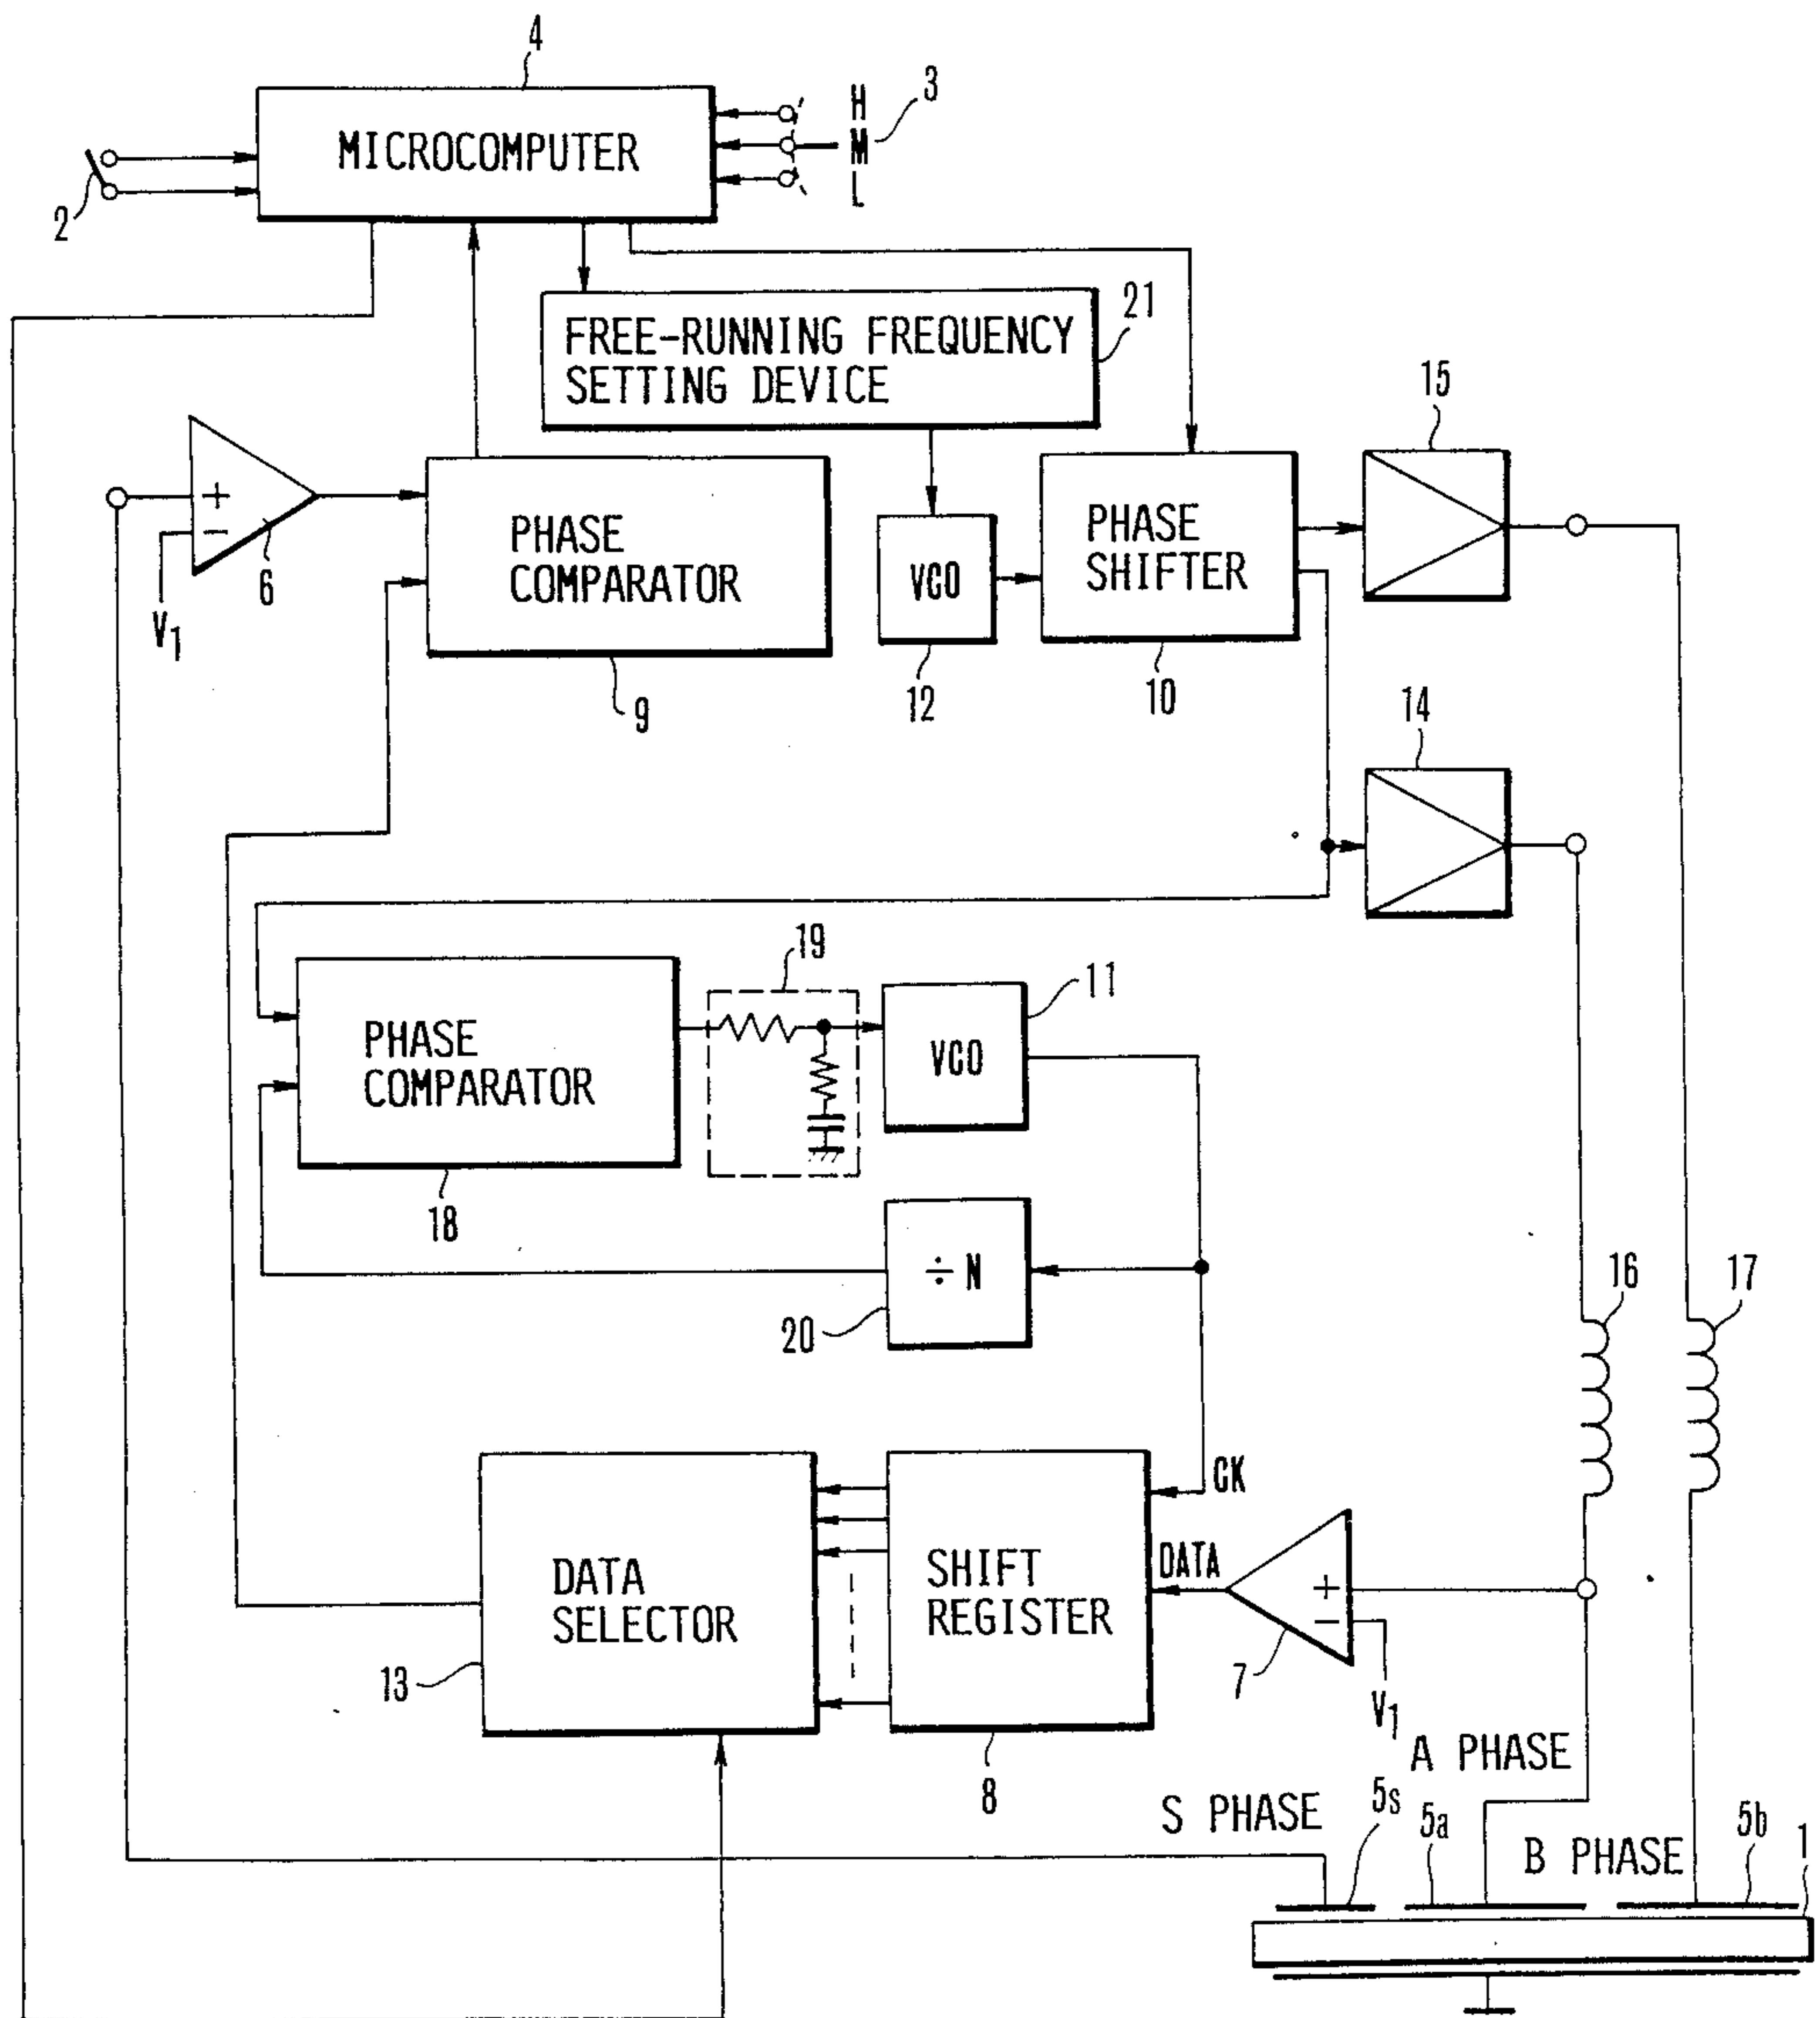 4
MICROCOMPUTER
H
M
L
3
2
FREE-RUNNING FREQUENCY
SETTING DEVICE
21
15
+
−
6
V1
PHASE
COMPARATOR
9
VCO
12
PHASE
SHIFTER
10
14
19
11
PHASE
COMPARATOR
18
VCO
÷ N
20
16
17
CK
DATA
SELECTOR
13
SHIFT
REGISTER
8
DATA
+
−
7
V1
A PHASE
S PHASE
5s
5a
B PHASE
5b
1